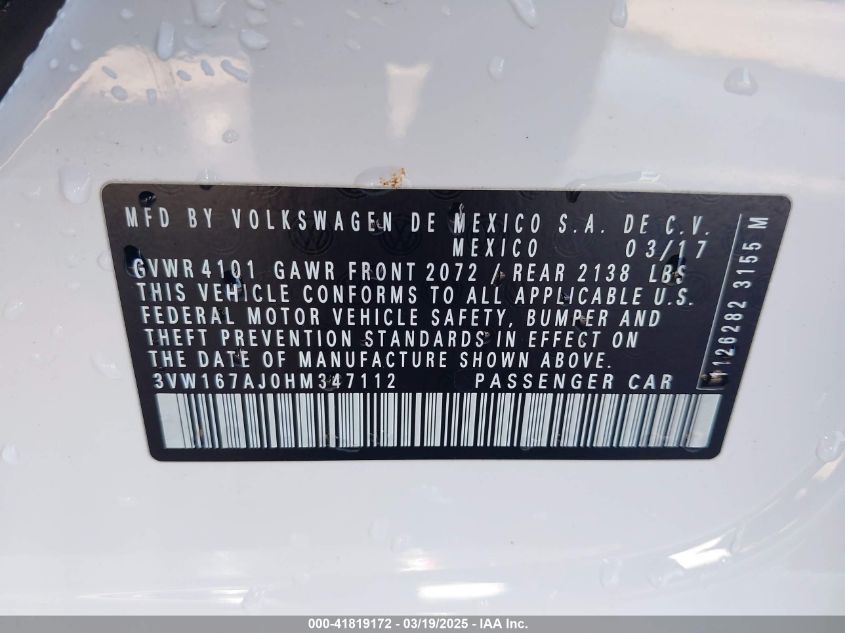 MFD BY VOLKSWAGEN DE MEXICO S.A. DE C.V.
MEXICO 03/17
GVWR 4101 GAWR FRONT 2072 / REAR 2138 LBS
THIS VEHICLE CONFORMS TO ALL APPLICABLE U.S.
FEDERAL MOTOR VEHICLE SAFETY, BUMPER AND
THEFT PREVENTION STANDARDS IN EFFECT ON
THE DATE OF MANUFACTURE SHOWN ABOVE.
3VW167AJ0HM347112 PASSENGER CAR
3155 M
000-41819172 - 03/19/2025 - IAA Inc.